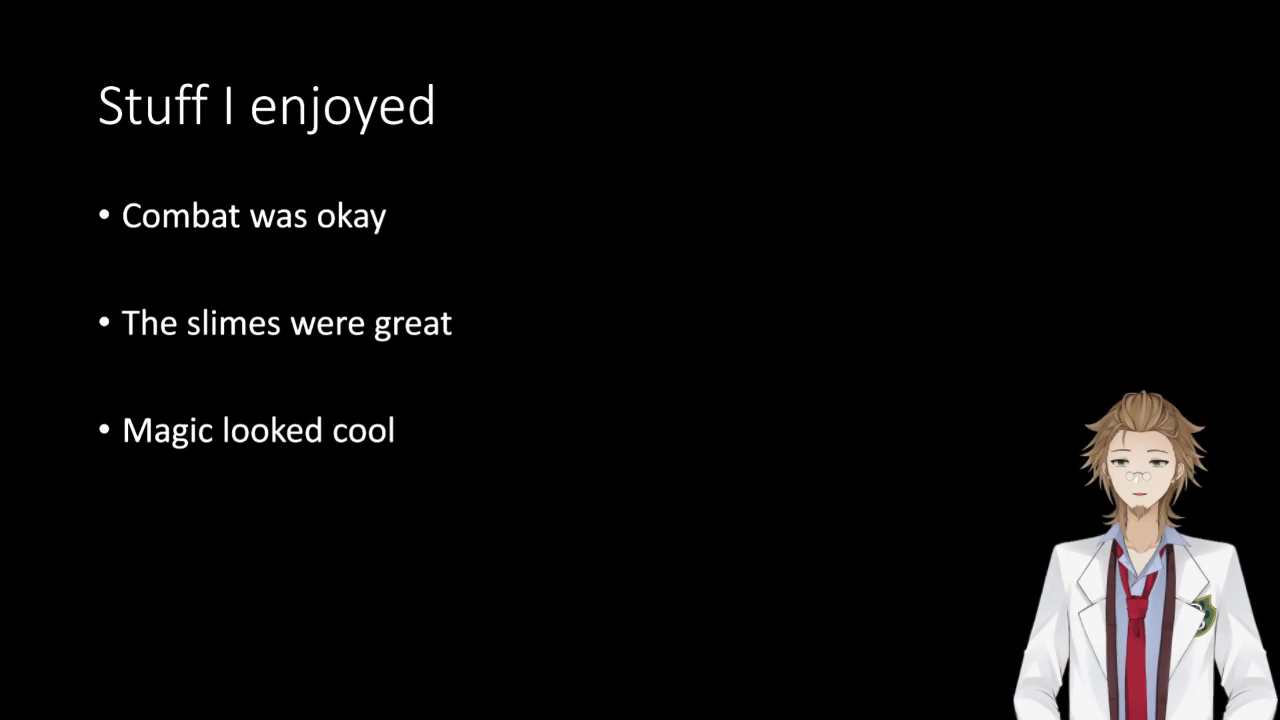 Stuff I enjoyed
• Combat was okay
• The slimes were great
• Magic looked cool